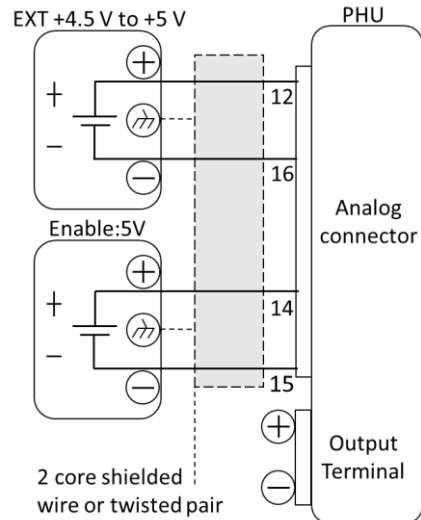 EXT +4.5 V to +5 V
PHU
+
−
+
−
12
16
Analog
connector
Enable:5V
+
−
+
−
14
15
+
−
Output
Terminal
2 core shielded
wire or twisted pair